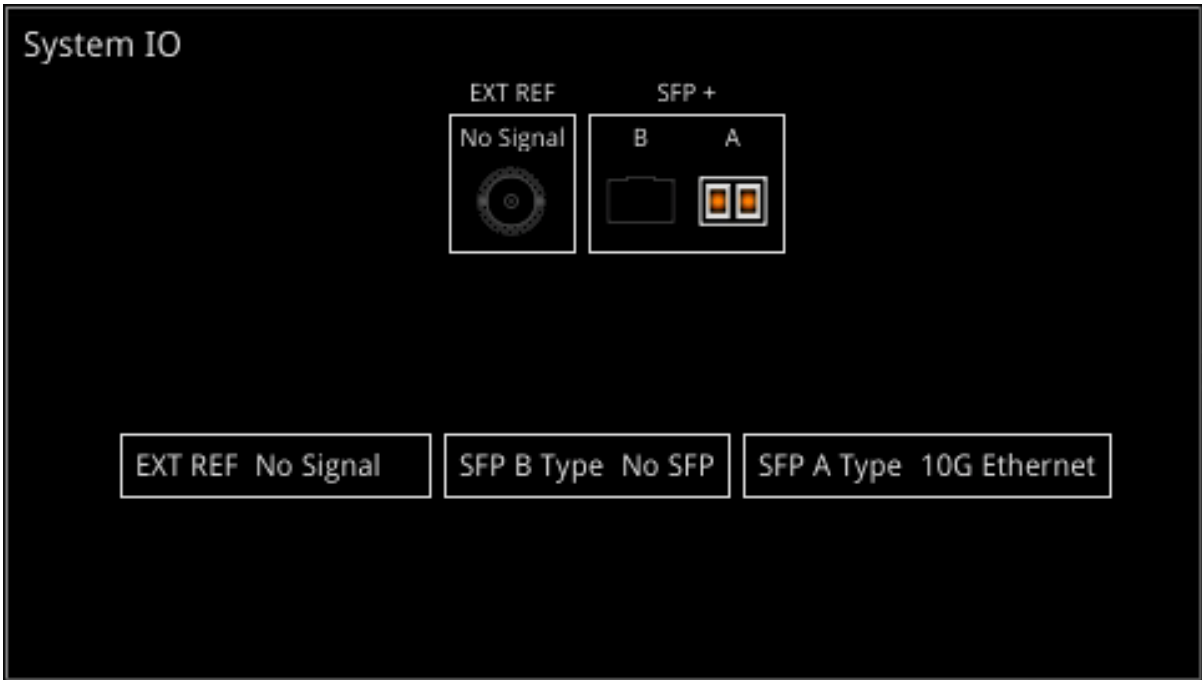 System IO
EXT REF SFP +
No Signal B A
EXT REF No Signal SFP B Type No SFP SFP A Type 10G Ethernet